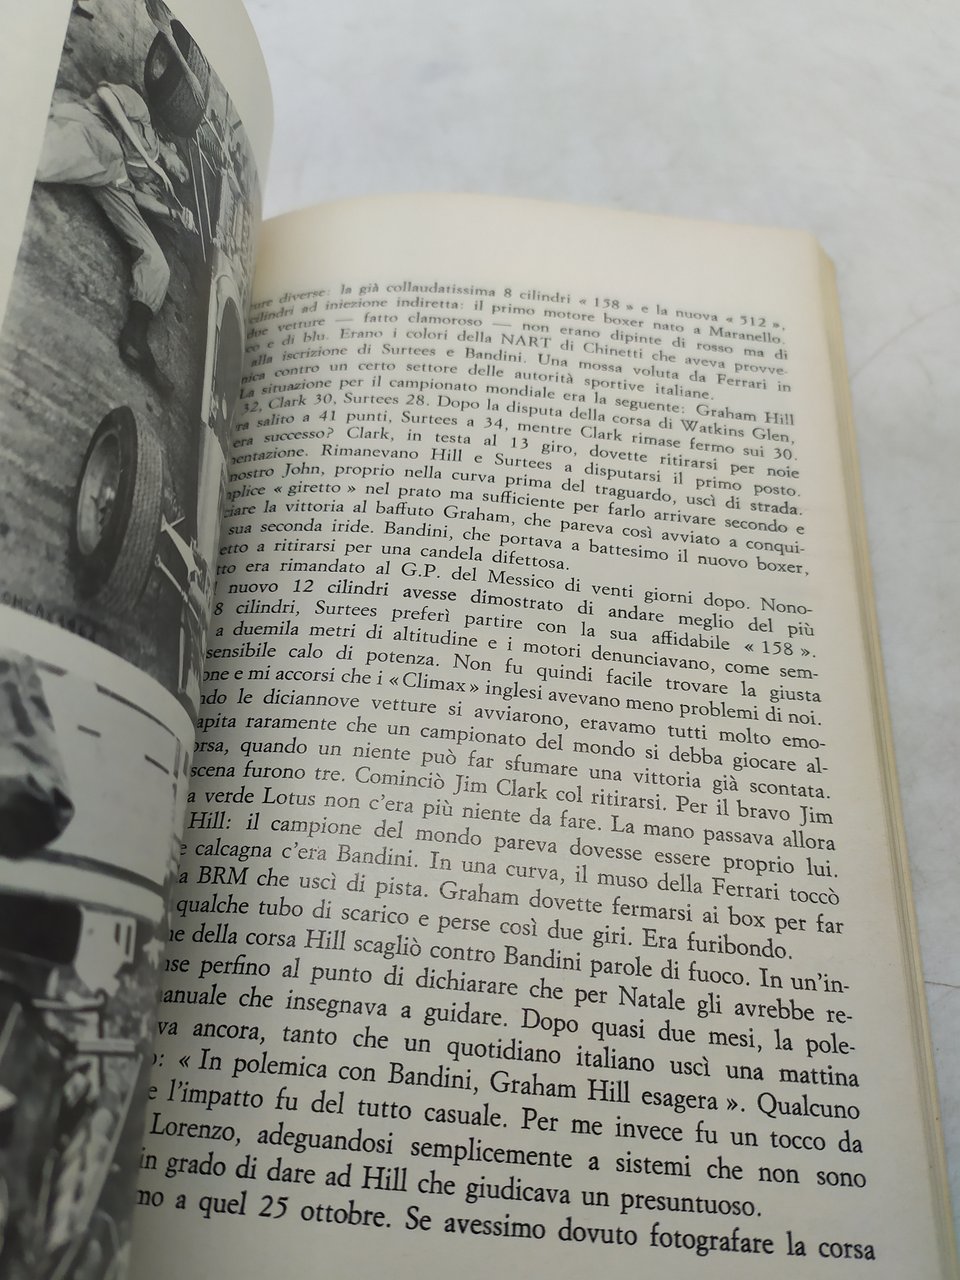 ture diverse: la già collaudatissima 8 cilindri « 158 » e la nuova « 512 »,
cilindri ad iniezione indiretta: il primo motore boxer nato a Maranello.
due vetture — fatto clamoroso — non erano dipinte di rosso ma di
co e di blu. Erano i colori della NART di Chinetti che aveva provve-
alla iscrizione di Surtees e Bandini. Una mossa voluta da Ferrari in
nica contro un certo settore delle autorità sportive italiane.
La situazione per il campionato mondiale era la seguente: Graham Hill
32, Clark 30, Surtees 28. Dopo la disputa della corsa di Watkins Glen,
ra salito a 41 punti, Surtees a 34, mentre Clark rimase fermo sui 30.
era successo? Clark, in testa al 13 giro, dovette ritirarsi per noie
mentazione. Rimanevano Hill e Surtees a disputarsi il primo posto.
nostro John, proprio nella curva prima del traguardo, uscì di strada.
mplice « giretto » nel prato ma sufficiente per farlo arrivare secondo e
ciare la vittoria al baffuto Graham, che pareva così avviato a conqui-
sua seconda iride. Bandini, che portava a battesimo il nuovo boxer,
etto a ritirarsi per una candela difettosa.
tto era rimandato al G.P. del Messico di venti giorni dopo. Nono-
l nuovo 12 cilindri avesse dimostrato di andare meglio del più
8 cilindri, Surtees preferì partire con la sua affidabile « 158 ».
a duemila metri di altitudine e i motori denunciavano, come sem-
sensibile calo di potenza. Non fu quindi facile trovare la giusta
one e mi accorsi che i « Climax » inglesi avevano meno problemi di noi.
ndo le diciannove vetture si avviarono, eravamo tutti molto emo-
apita raramente che un campionato del mondo si debba giocare al-
orsa, quando un niente può far sfumare una vittoria già scontata.
scena furono tre. Cominciò Jim Clark col ritirarsi. Per il bravo Jim
a verde Lotus non c'era più niente da fare. La mano passava allora
Hill: il campione del mondo pareva dovesse essere proprio lui.
e calcagna c'era Bandini. In una curva, il muso della Ferrari toccò
a BRM che uscì di pista. Graham dovette fermarsi ai box per far
qualche tubo di scarico e perse così due giri. Era furibondo.
ne della corsa Hill scagliò contro Bandini parole di fuoco. In un'in-
nse perfino al punto di dichiarare che per Natale gli avrebbe re-
anuale che insegnava a guidare. Dopo quasi due mesi, la pole-
va ancora, tanto che un quotidiano italiano uscì una mattina
o: « In polemica con Bandini, Graham Hill esagera ». Qualcuno
e l'impatto fu del tutto casuale. Per me invece fu un tocco da
Lorenzo, adeguandosi semplicemente a sistemi che non sono
in grado di dare ad Hill che giudicava un presuntuoso.
mo a quel 25 ottobre. Se avessimo dovuto fotografare la corsa